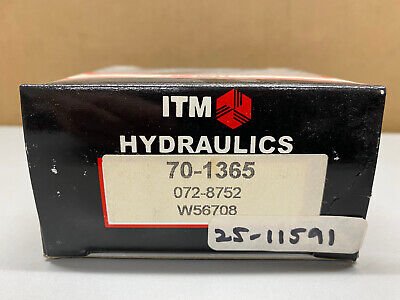 ITM
HYDRAULICS
70-1365
072-8752
W56708
25-11591